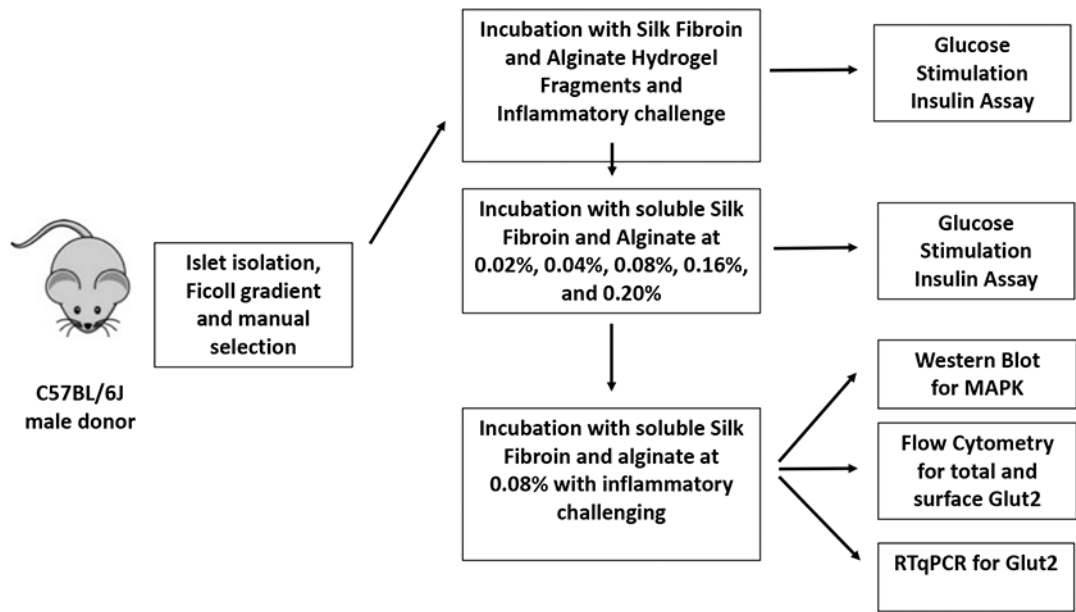 C57BL/6J
male donor
Islet isolation,
Ficoll gradient
and manual
selection
Incubation with Silk Fibroin
and Alginate Hydrogel
Fragments and
Inflammatory challenge
Glucose
Stimulation
Insulin Assay
Incubation with soluble Silk
Fibroin and Alginate at
0.02%, 0.04%, 0.08%, 0.16%,
and 0.20%
Glucose
Stimulation
Insulin Assay
Incubation with soluble Silk
Fibroin and alginate at
0.08% with inflammatory
challenging
Western Blot
for MAPK
Flow Cytometry
for total and
surface Glut2
RTqPCR for Glut2